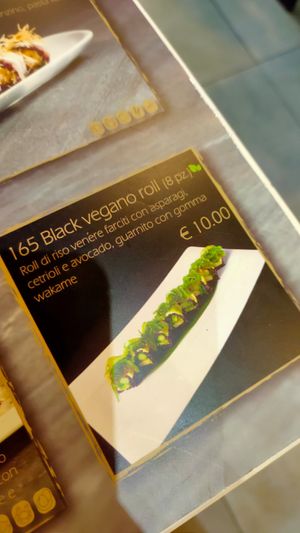 165 Black vegano roll (8 pz.)
Roll di riso venere farciti con asparagi,
cetrioli e avocado, guarnito con gomma
wakame
€ 10.00
con
e e